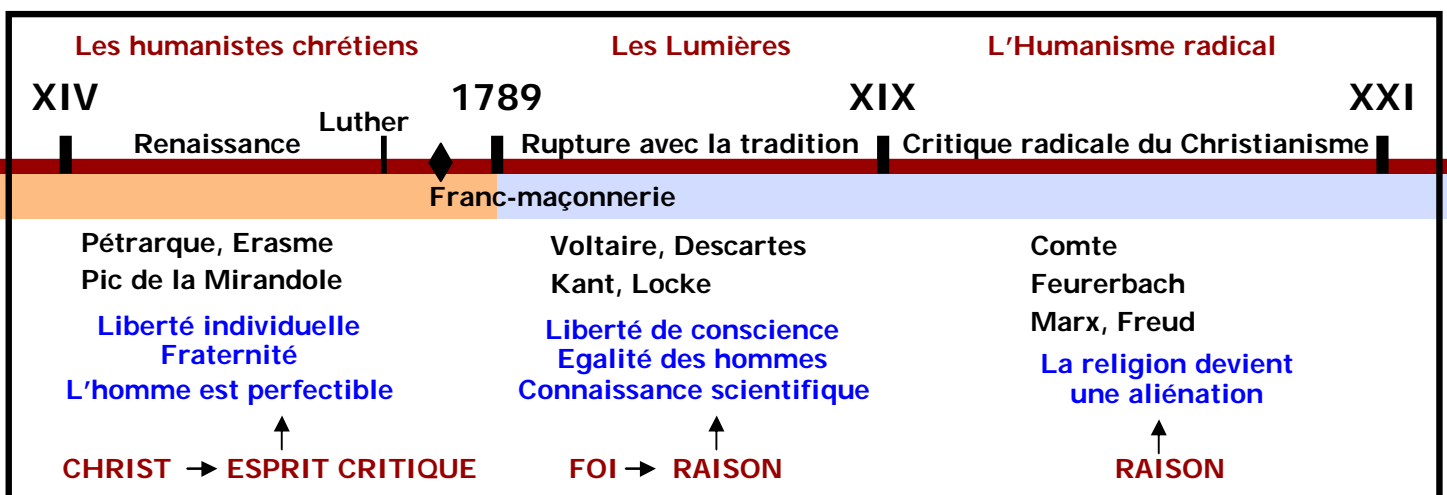 Les humanistes chrétiens
Les Lumières
L'Humanisme radical
XIV
1789
XIX
XXI
Renaissance
Luther
Rupture avec la tradition
Critique radicale du Christianisme
Franc-maçonnerie
Pétrarque, Erasme
Pic de la Mirandole
Liberté individuelle
Fraternité
L'homme est perfectible
CHRIST → ESPRIT CRITIQUE
Voltaire, Descartes
Kant, Locke
Liberté de conscience
Egalité des hommes
Connaissance scientifique
FOI → RAISON
Comte
Feurerbach
Marx, Freud
La religion devient
une aliénation
RAISON